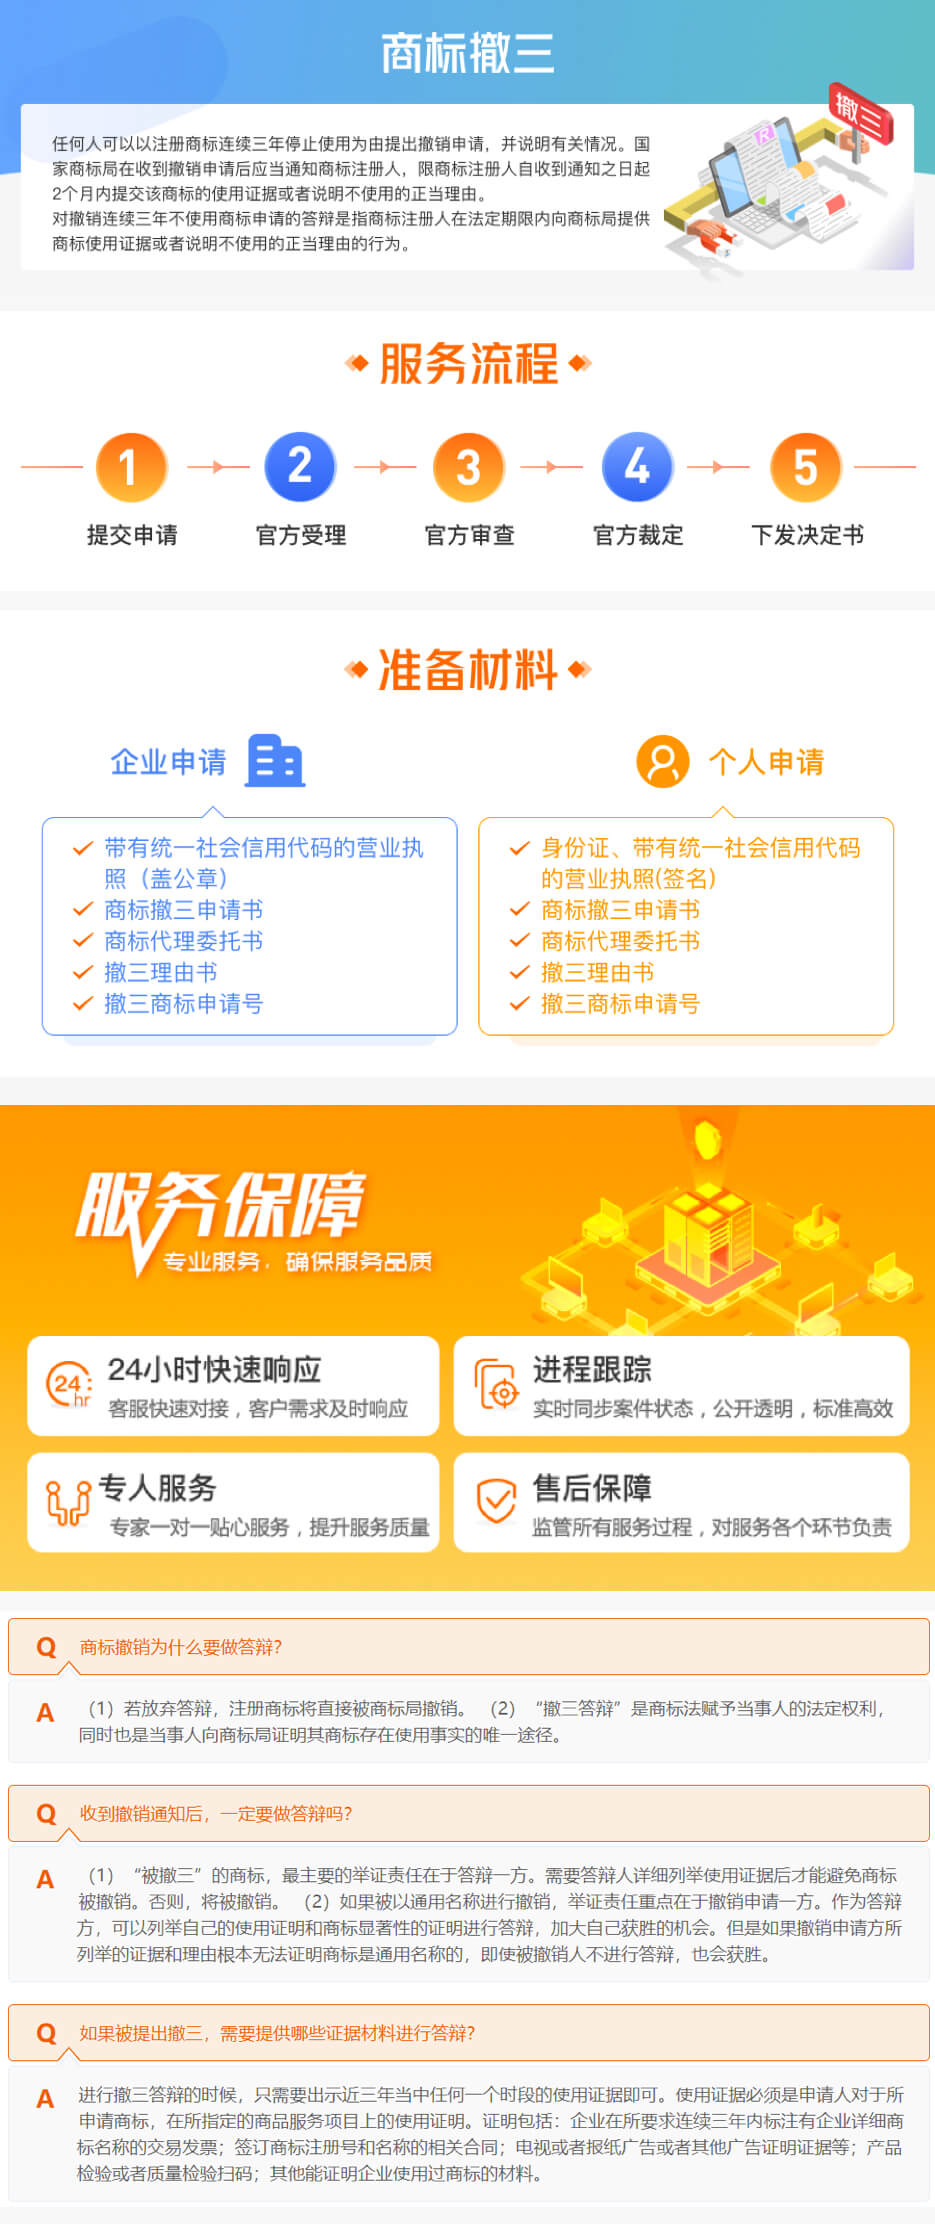 商标撤三
撤三
R
任何人可以以注册商标连续三年停止使用为由提出撤销申请，并说明有关情况。国
家商标局在收到撤销申请后应当通知商标注册人，限商标注册人自收到通知之日起
2个月内提交该商标的使用证据或者说明不使用的正当理由。
对撤销连续三年不使用商标申请的答辩是指商标注册人在法定期限内向商标局提供
商标使用证据或者说明不使用的正当理由的行为。
服务流程
1 2 3 4 5
提交申请 官方受理 官方审查 官方裁定 下发决定书
准备材料
企业申请
带有统一社会信用代码的营业执
照（盖公章）
商标撤三申请书
商标代理委托书
撤三理由书
撤三商标申请号
个人申请
身份证、带有统一社会信用代码
的营业执照(签名)
商标撤三申请书
商标代理委托书
撤三理由书
撤三商标申请号
服务保障
专业服务，确保服务品质
24hr
24小时快速响应
客服快速对接，客户需求及时响应
进程跟踪
实时同步案件状态，公开透明，标准高效
专人服务
专家一对一贴心服务，提升服务质量
售后保障
监管所有服务过程，对服务各个环节负责
Q 商标撤销为什么要做答辩?
A （1）若放弃答辩，注册商标将直接被商标局撤销。 （2）“撤三答辩”是商标法赋予当事人的法定权利，
同时也是当事人向商标局证明其商标存在使用事实的唯一途径。
Q 收到撤销通知后，一定要做答辩吗?
A （1）“被撤三”的商标，最主要的举证责任在于答辩一方。需要答辩人详细列举使用证据后才能避免商标
被撤销。否则，将被撤销。 （2）如果被以通用名称进行撤销，举证责任重点在于撤销申请一方。作为答辩
方，可以列举自己的使用证明和商标显著性的证明进行答辩，加大自己获胜的机会。但是如果撤销申请方所
列举的证据和理由根本无法证明商标是通用名称的，即使被撤销人不进行答辩，也会获胜。
Q 如果被提出撤三，需要提供哪些证据材料进行答辩?
A 进行撤三答辩的时候，只需要出示近三年当中任何一个时段的使用证据即可。使用证据必须是申请人对于所
申请商标，在所指定的商品服务项目上的使用证明。证明包括：企业在所要求连续三年内标注有企业详细商
标名称的交易发票；签订商标注册号和名称的相关合同；电视或者报纸广告或者其他广告证明证据等；产品
检验或者质量检验扫码；其他能证明企业使用过商标的材料。